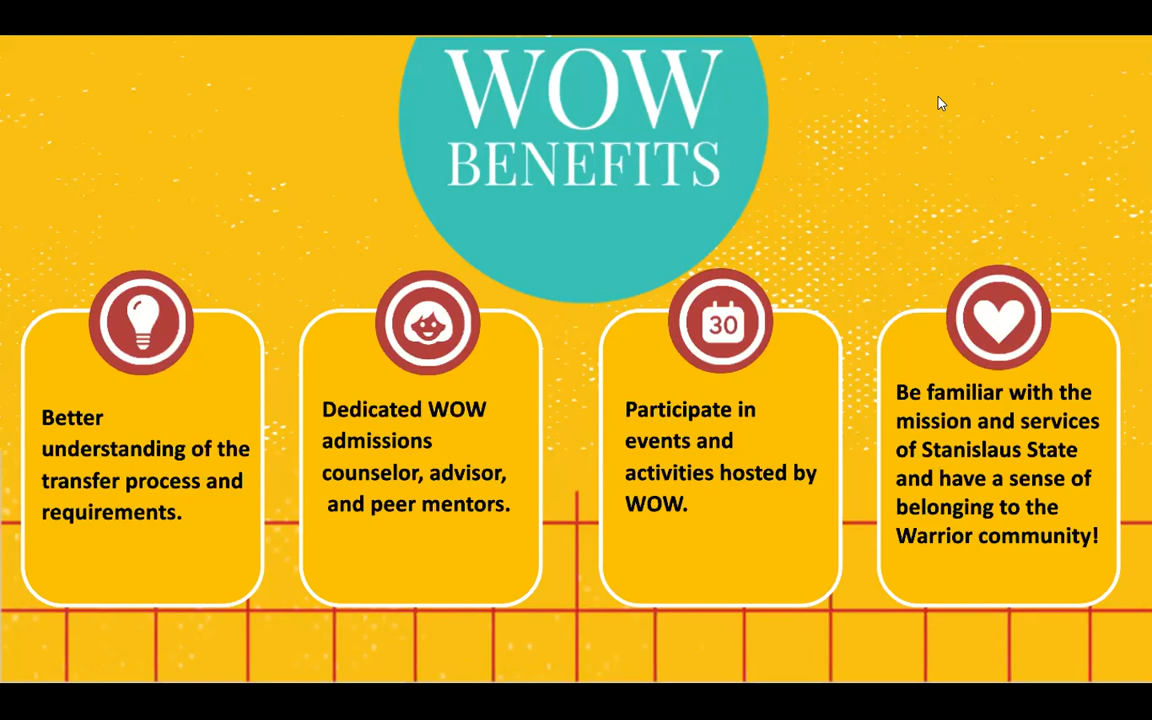 WOW
BENEFITS
Better
understanding of the
transfer process and
requirements.
Dedicated WOW
admissions
counselor, advisor,
and peer mentors.
30
Participate in
events and
activities hosted by
WOW.
Be familiar with the
mission and services
of Stanislaus State
and have a sense of
belonging to the
Warrior community!